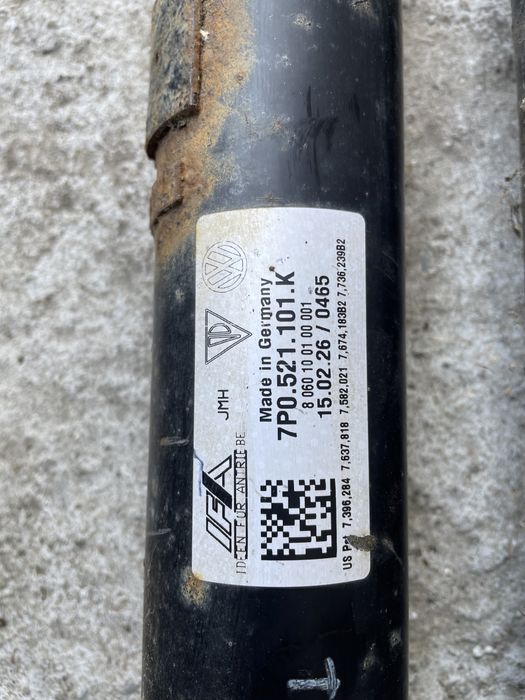 Made in Germany
7P0.521.101.K
8 060 10 01 00 001
15.02.26 / 0465
US Pat 7,396,284 7,637,818 7,582,021 7,674,183B2 7,736,239B2
JMH
IFA
IDEEN FÜR ANTRIEBE